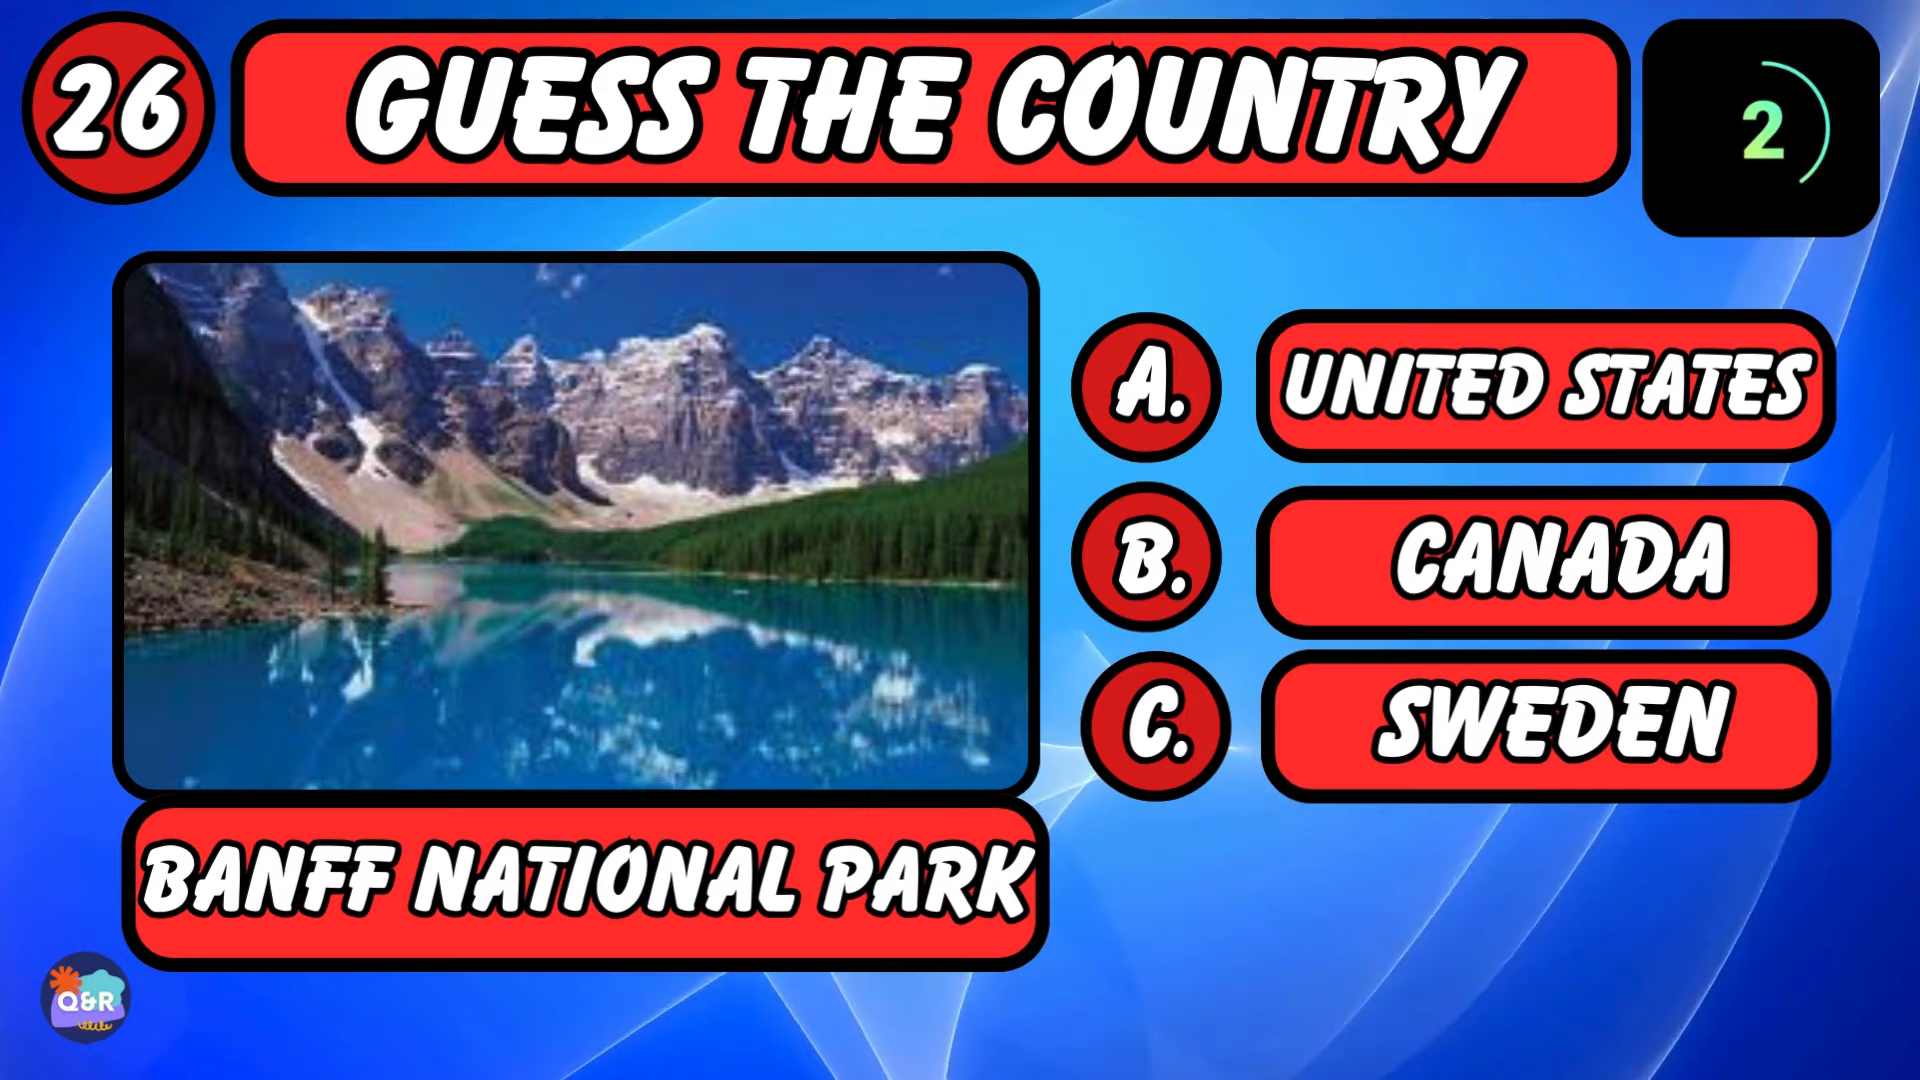 26
GUESS THE COUNTRY
2
A. UNITED STATES
B. CANADA
C. SWEDEN
BANFF NATIONAL PARK
Q&R